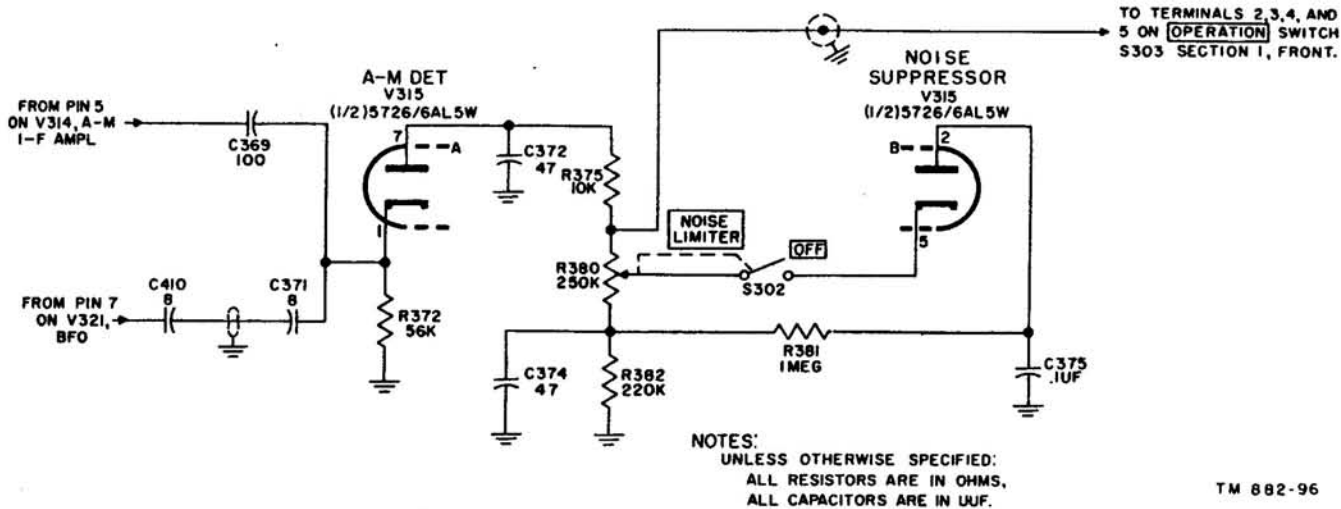 TO TERMINALS 2,3,4, AND
5 ON OPERATION SWITCH
S303 SECTION 1, FRONT.
A-M DET
V315
(1/2)5726/6AL5W
NOISE
SUPPRESSOR
V315
(1/2)5726/6AL5W
FROM PIN 5
ON V314, A-M
I-F AMPL
C369
100
7
A
C372
47
R375
10K
2
B
NOISE
LIMITER
OFF
1
5
R380
250K
S302
C410
8
C371
8
FROM PIN 7
ON V321,
BFO
R372
56K
R381
1MEG
C375
.1UF
C374
47
R382
220K
NOTES:
UNLESS OTHERWISE SPECIFIED:
ALL RESISTORS ARE IN OHMS,
ALL CAPACITORS ARE IN UUF.
TM 882-96